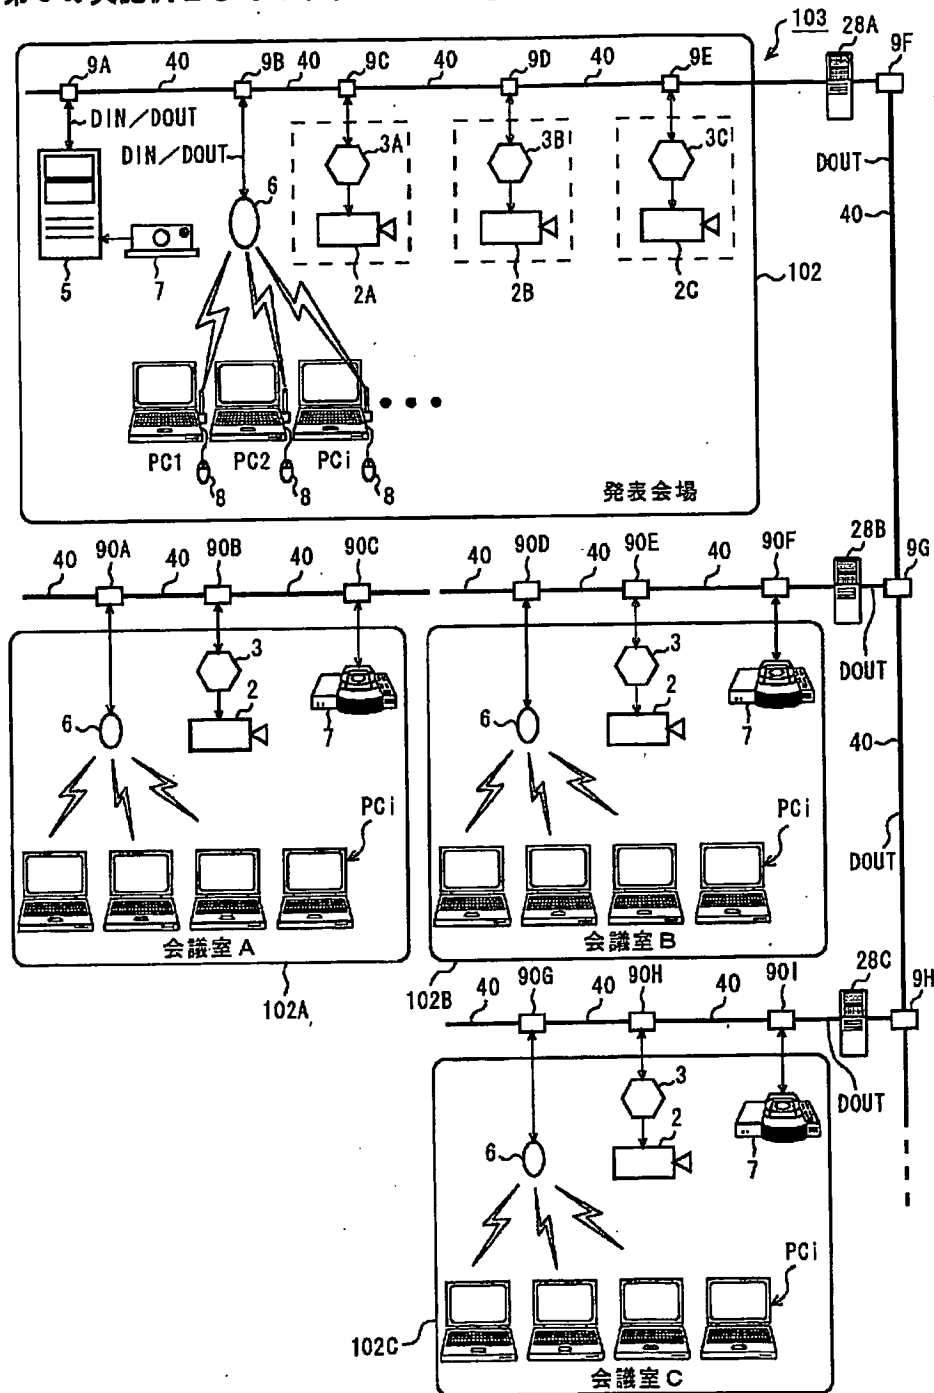 103
28A
9F
9A
40
9B
40
9C
40
9D
40
9E
DIN/DOUT
DIN/DOUT
3A
3B
3C
DOUT
40
6
5
7
2A
2B
2C
102
PC1
PC2
PCi
8
8
8
発表会場
40
90A
40
90B
40
90C
40
90D
40
90E
40
90F
28B
9G
DOUT
3
2
7
6
3
2
7
6
40
PCi
PCi
DOUT
会議室A
会議室B
102A
102B
40
90G
40
90H
40
90I
28C
9H
DOUT
3
2
7
6
PCi
102C
会議室C